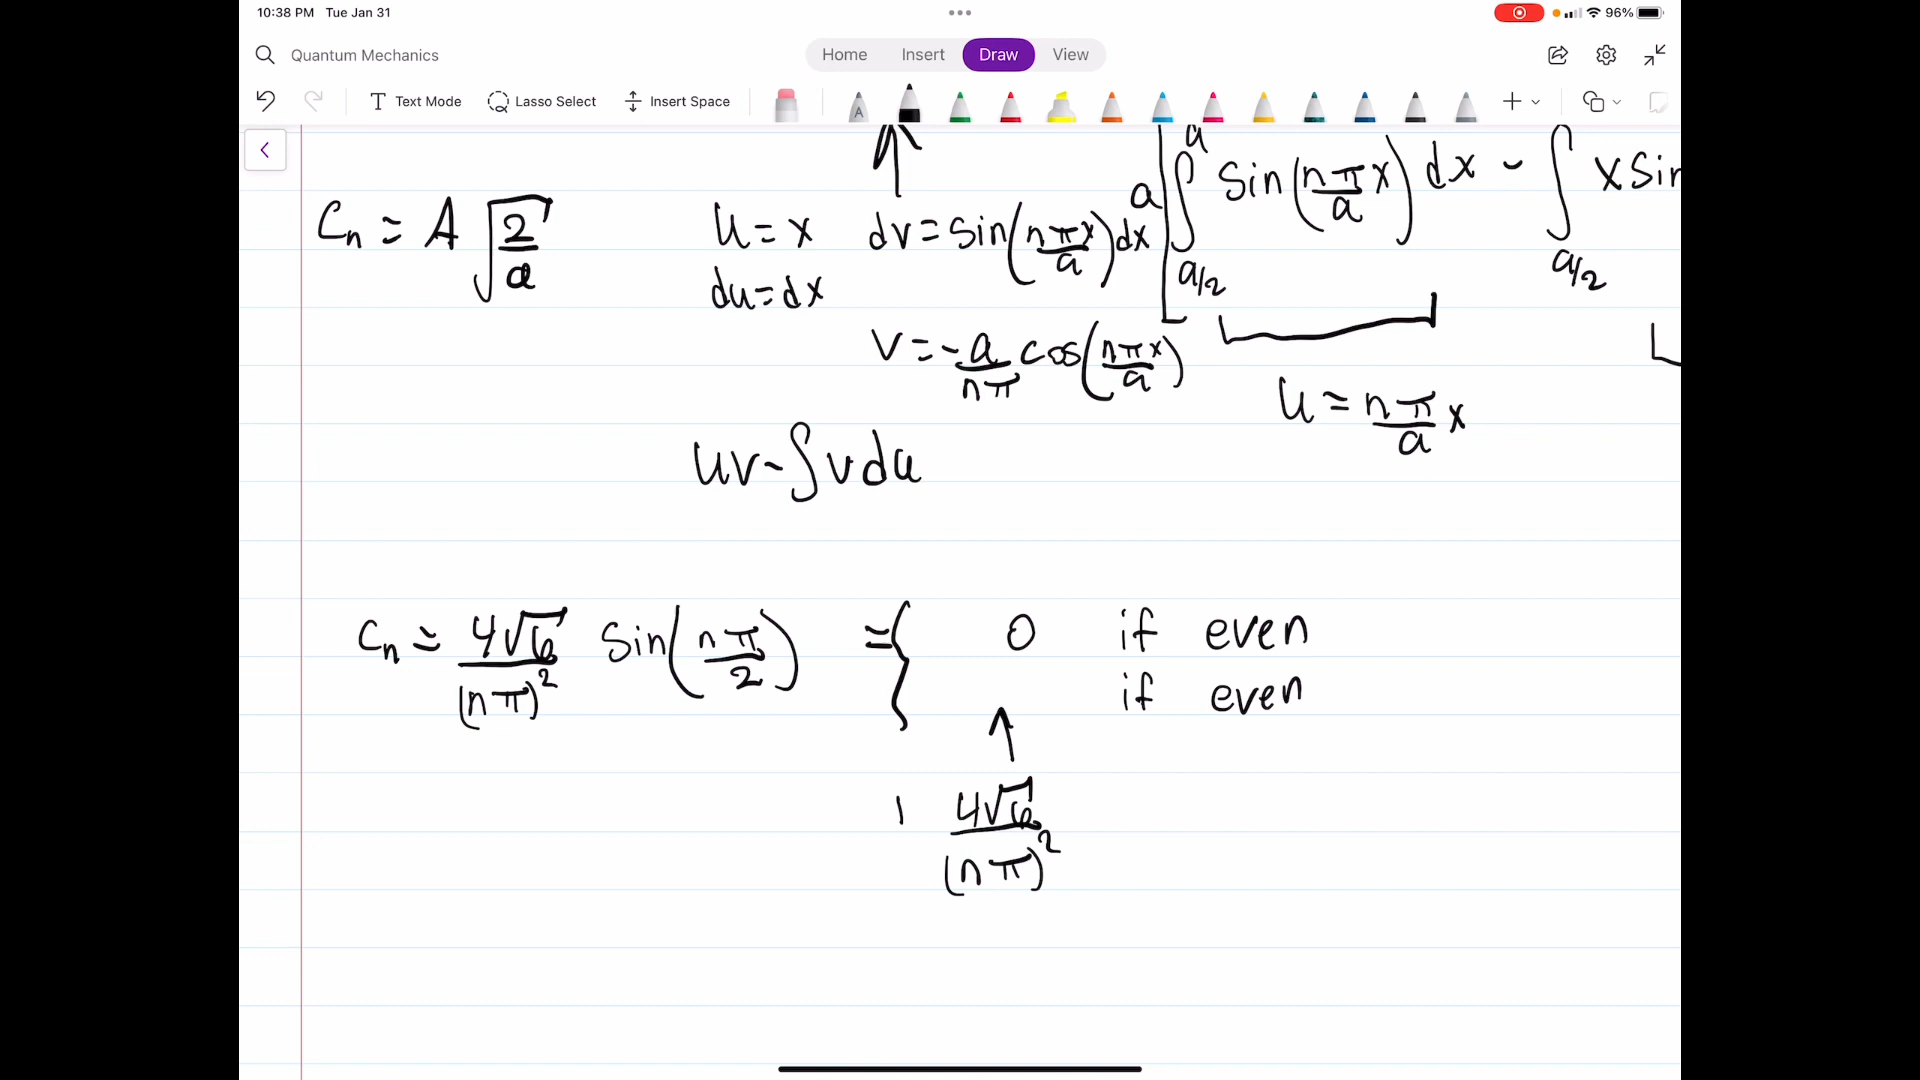 10:38 PM Tue Jan 31
96%
Quantum Mechanics
Home Insert Draw View
Text Mode Lasso Select Insert Space
Cn = A √(2/a)
u = x dv = sin(nπx/a)dx
du = dx
v = -a/nπ cos(nπx/a)
a[∫_{a/2}^{a} sin(nπ/a x) dx - ∫_{a/2} x sin
u = nπ/a x
uv - ∫v du
Cn = 4√6/(nπ)² sin(nπ/2) = { 0 if even
if even
4√6/(nπ)²